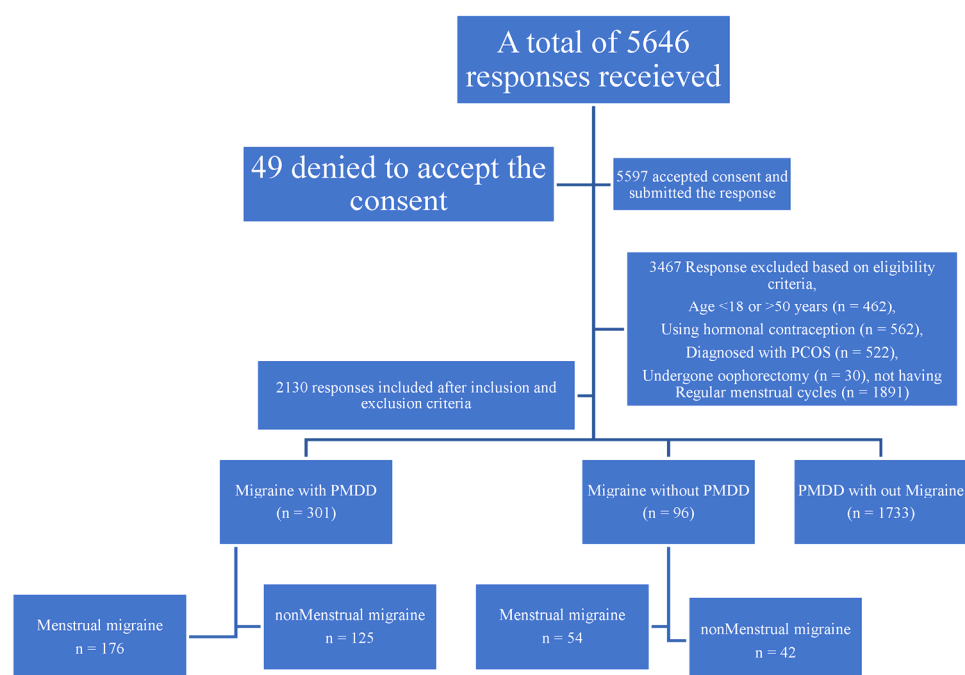 A total of 5646
responses receieved
49 denied to accept the
consent
5597 accepted consent and
submitted the response
3467 Response excluded based on eligibility
criteria,
Age <18 or >50 years (n = 462),
Using hormonal contraception (n = 562),
Diagnosed with PCOS (n = 522),
Undergone oophorectomy (n = 30), not having
Regular menstrual cycles (n = 1891)
2130 responses included after inclusion and
exclusion criteria
Migraine with PMDD
(n = 301)
Migraine without PMDD
(n = 96)
PMDD with out Migraine
(n = 1733)
Menstrual migraine
n = 176
nonMenstrual migraine
n = 125
Menstrual migraine
n = 54
nonMenstrual migraine
n = 42